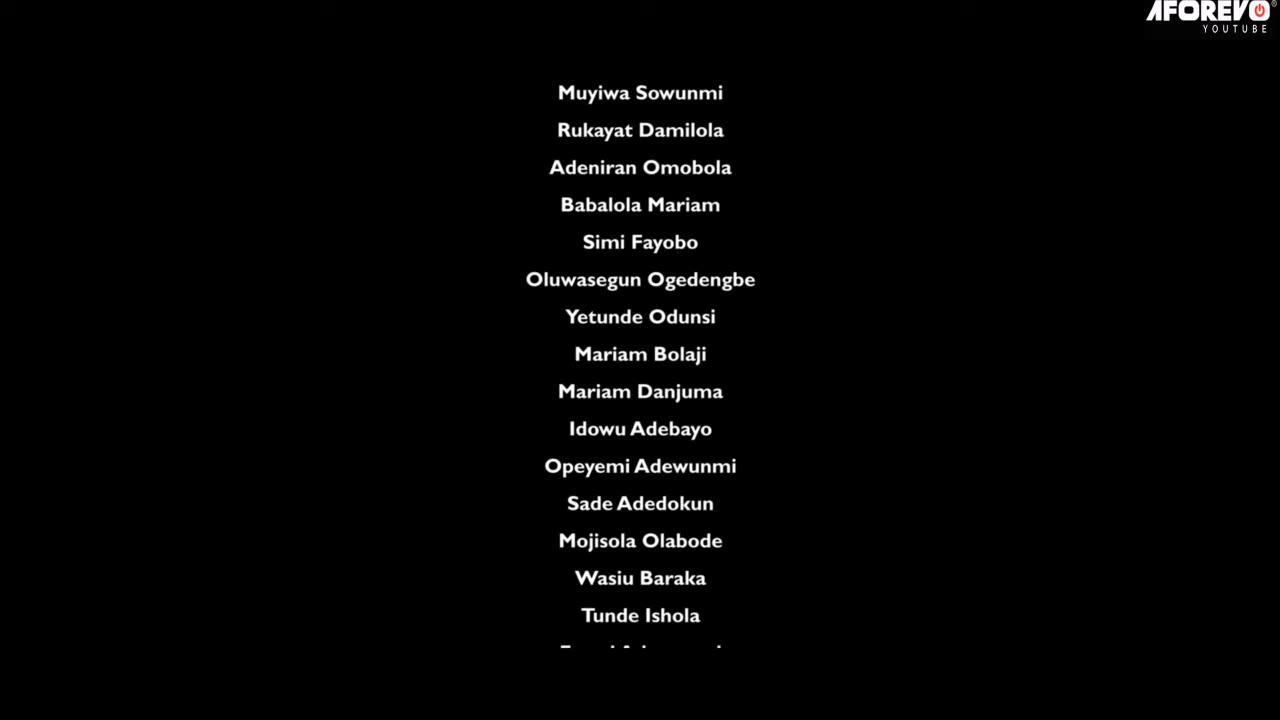 AFOREVO
YOUTUBE
Muyiwa Sowunmi
Rukayat Damilola
Adeniran Omobola
Babalola Mariam
Simi Fayobo
Oluwasegun Ogedengbe
Yetunde Odunsi
Mariam Bolaji
Mariam Danjuma
Idowu Adebayo
Opeyemi Adewunmi
Sade Adedokun
Mojisola Olabode
Wasiu Baraka
Tunde Ishola